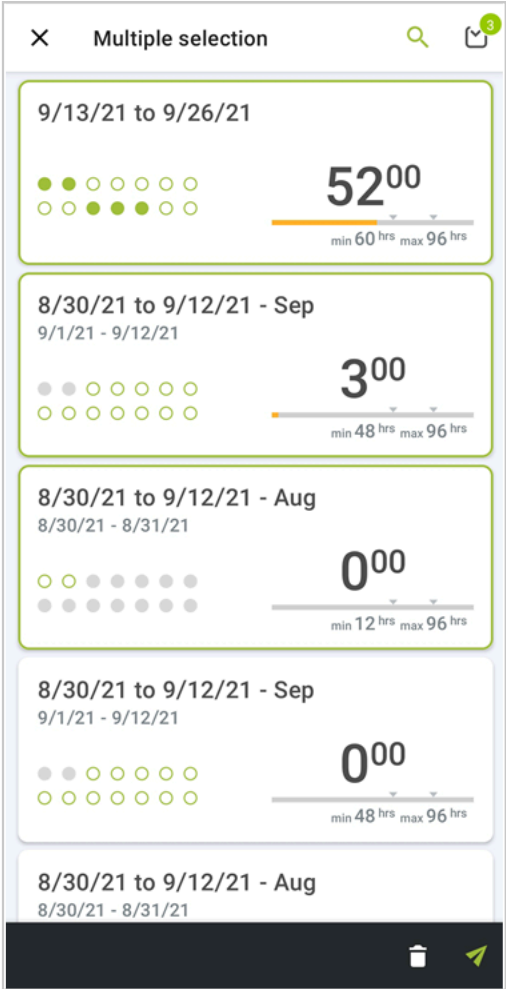 Multiple selection
3
9/13/21 to 9/26/21
5200
min 60 hrs max 96 hrs
8/30/21 to 9/12/21 - Sep
9/1/21 - 9/12/21
300
min 48 hrs max 96 hrs
8/30/21 to 9/12/21 - Aug
8/30/21 - 8/31/21
000
min 12 hrs max 96 hrs
8/30/21 to 9/12/21 - Sep
9/1/21 - 9/12/21
000
min 48 hrs max 96 hrs
8/30/21 to 9/12/21 - Aug
8/30/21 - 8/31/21